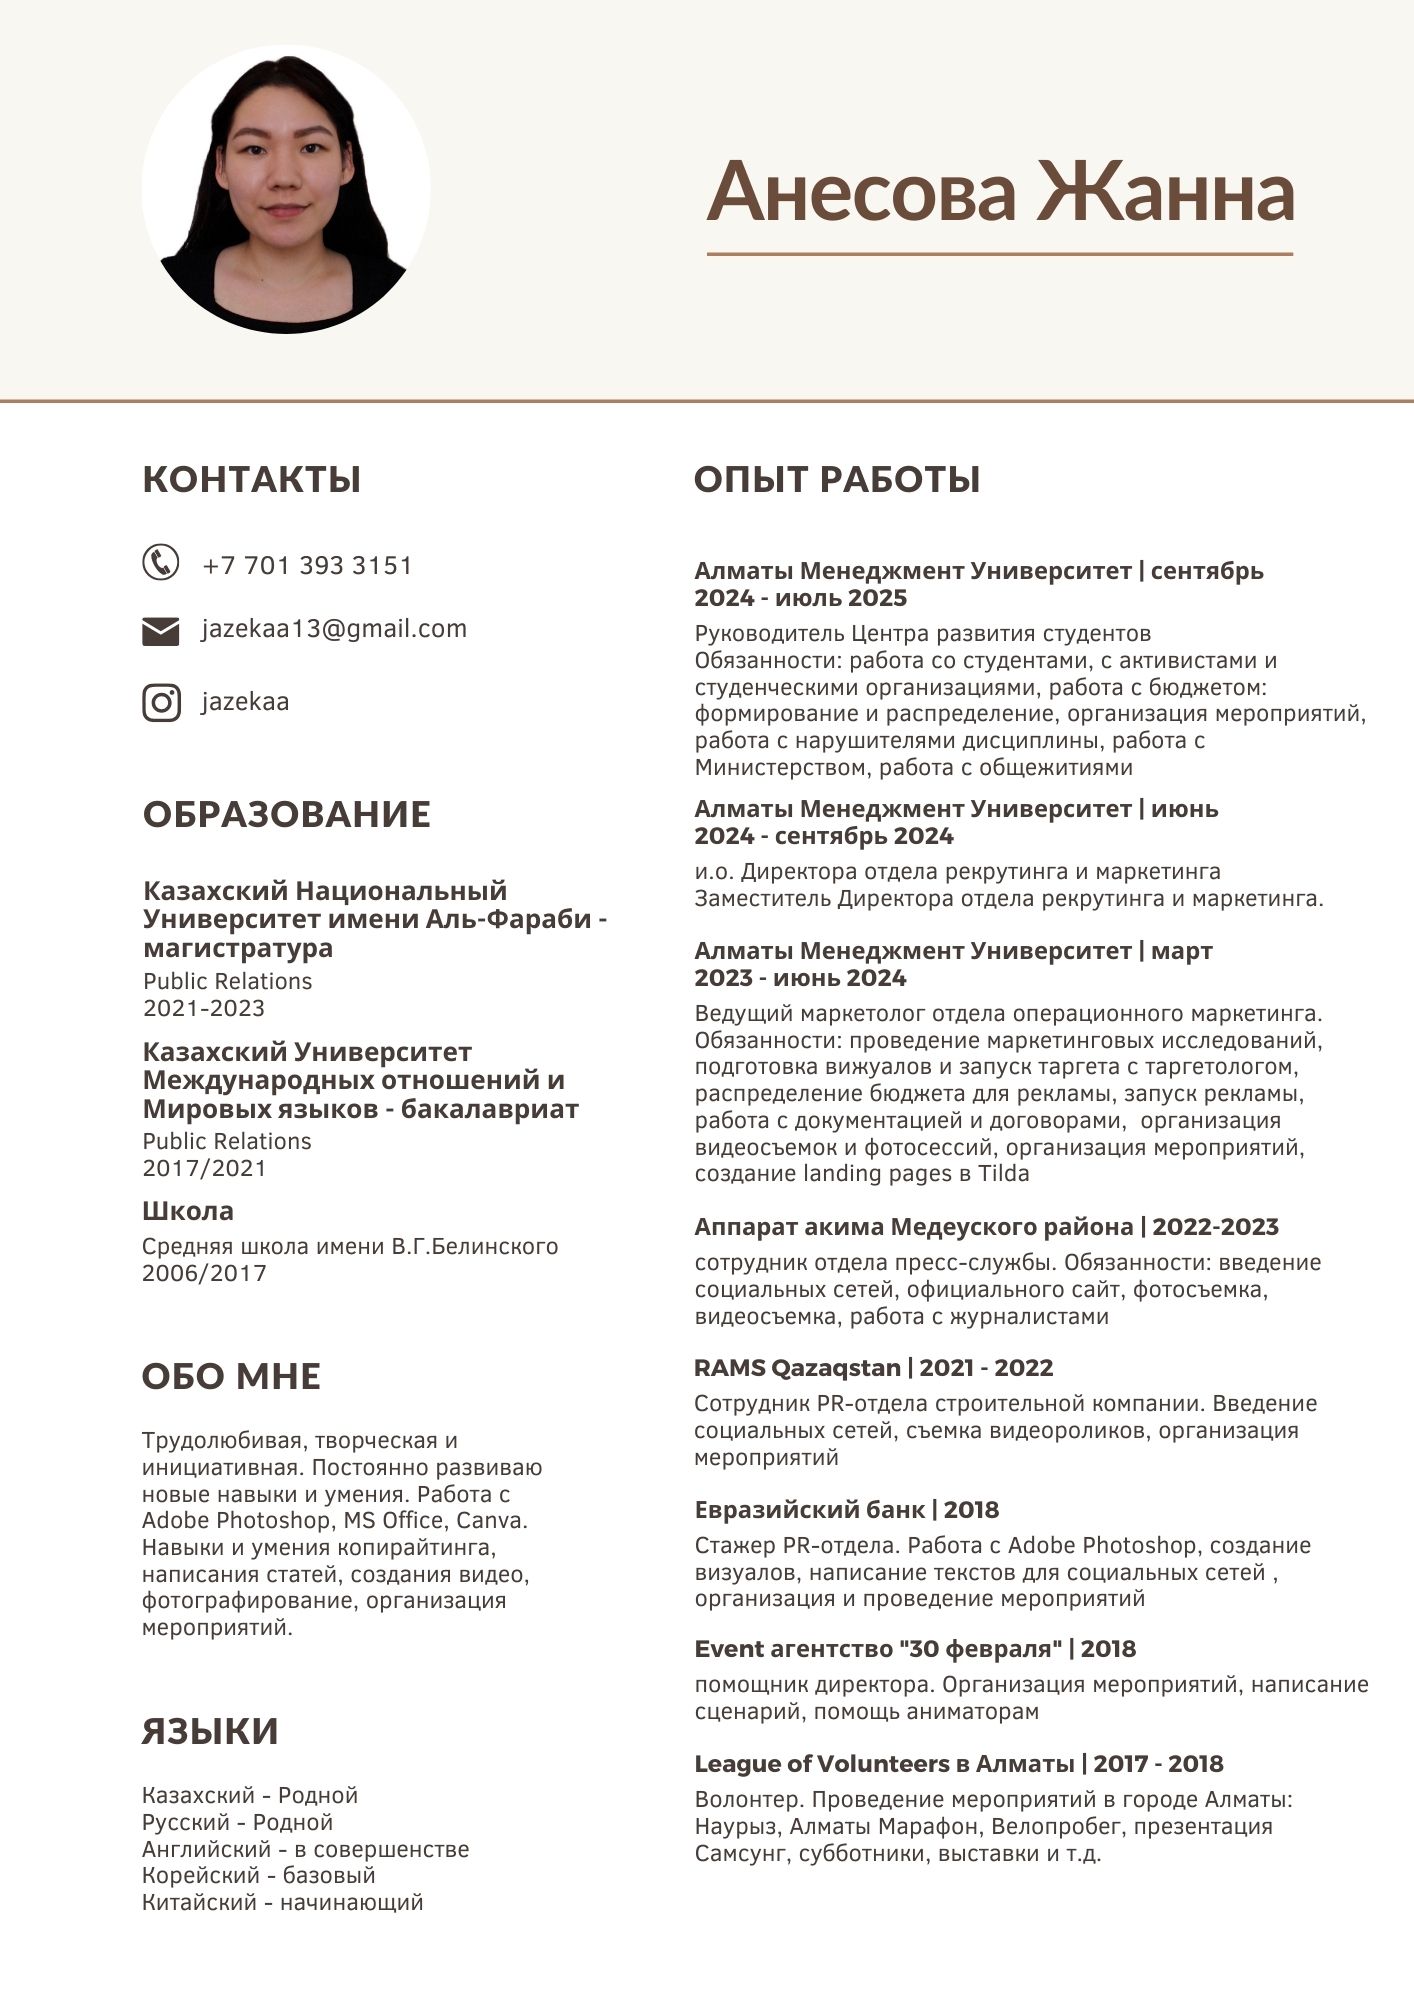 Анесова Жанна
КОНТАКТЫ
+7 701 393 3151
jazekaa13@gmail.com
jazekaa
ОБРАЗОВАНИЕ
Казахский Национальный
Университет имени Аль-Фараби -
магистратура
Public Relations
2021-2023
Казахский Университет
Международных отношений и
Мировых языков - бакалавриат
Public Relations
2017/2021
Школа
Средняя школа имени В.Г.Белинского
2006/2017
ОБО МНЕ
Трудолюбивая, творческая и
инициативная. Постоянно развиваю
новые навыки и умения. Работа с
Adobe Photoshop, MS Office, Canva.
Навыки и умения копирайтинга,
написания статей, создания видео,
фотографирование, организация
мероприятий.
ЯЗЫКИ
Казахский - Родной
Русский - Родной
Английский - в совершенстве
Корейский - базовый
Китайский - начинающий
ОПЫТ РАБОТЫ
Алматы Менеджмент Университет | сентябрь
2024 - июль 2025
Руководитель Центра развития студентов
Обязанности: работа со студентами, с активистами и
студенческими организациями, работа с бюджетом:
формирование и распределение, организация мероприятий,
работа с нарушителями дисциплины, работа с
Министерством, работа с общежитиями
Алматы Менеджмент Университет | июнь
2024 - сентябрь 2024
и.о. Директора отдела рекрутинга и маркетинга
Заместитель Директора отдела рекрутинга и маркетинга.
Алматы Менеджмент Университет | март
2023 - июнь 2024
Ведущий маркетолог отдела операционного маркетинга.
Обязанности: проведение маркетинговых исследований,
подготовка вижуалов и запуск таргета с таргетологом,
распределение бюджета для рекламы, запуск рекламы,
работа с документацией и договорами,  организация
видеосъемок и фотосессий, организация мероприятий,
создание landing pages в Tilda
Аппарат акима Медеуского района | 2022-2023
сотрудник отдела пресс-службы. Обязанности: введение
социальных сетей, официального сайт, фотосъемка,
видеосъемка, работа с журналистами
RAMS Qazaqstan | 2021 - 2022
Сотрудник PR-отдела строительной компании. Введение
социальных сетей, съемка видеороликов, организация
мероприятий
Евразийский банк | 2018
Стажер PR-отдела. Работа с Adobe Photoshop, создание
визуалов, написание текстов для социальных сетей ,
организация и проведение мероприятий
Event агентство "30 февраля" | 2018
помощник директора. Организация мероприятий, написание
сценарий, помощь аниматорам
League of Volunteers в Алматы | 2017 - 2018
Волонтер. Проведение мероприятий в городе Алматы:
Наурыз, Алматы Марафон, Велопробег, презентация
Самсунг, субботники, выставки и т.д.